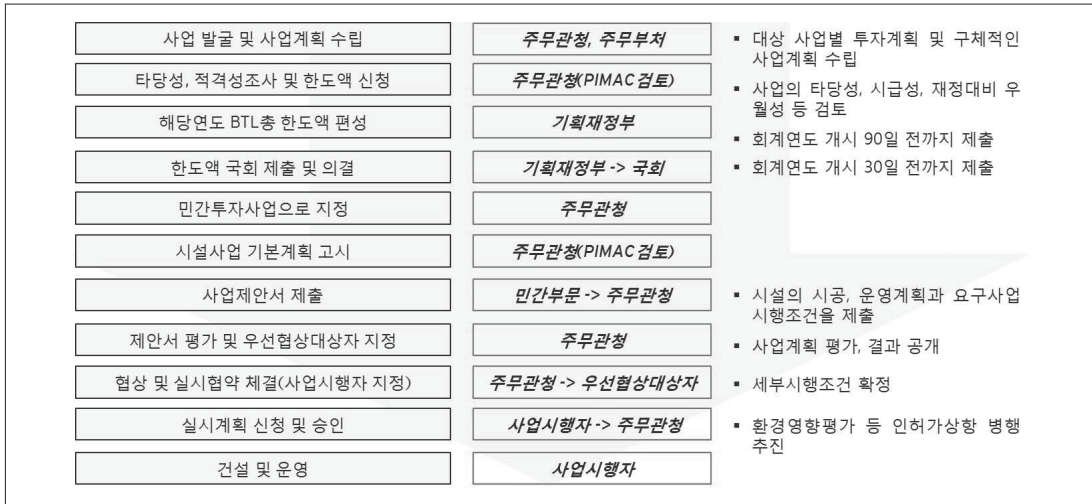 사업 발굴 및 사업계획 수립
주무관청, 주무부처
▪ 대상 사업별 투자계획 및 구체적인
사업계획 수립
타당성, 적격성조사 및 한도액 신청
주무관청(PIMAC 검토)
▪ 사업의 타당성, 시급성, 재정대비 우
월성 등 검토
해당연도 BTL총 한도액 편성
기획재정부
▪ 회계연도 개시 90일 전까지 제출
한도액 국회 제출 및 의결
기획재정부 -> 국회
▪ 회계연도 개시 30일 전까지 제출
민간투자사업으로 지정
주무관청
시설사업 기본계획 고시
주무관청(PIMAC 검토)
사업제안서 제출
민간부문 -> 주무관청
▪ 시설의 시공, 운영계획과 요구사업
시행조건을 제출
제안서 평가 및 우선협상대상자 지정
주무관청
▪ 사업계획 평가, 결과 공개
협상 및 실시협약 체결(사업시행자 지정)
주무관청 -> 우선협상대상자
▪ 세부시행조건 확정
실시계획 신청 및 승인
사업시행자 -> 주무관청
▪ 환경영향평가 등 인허가상항 병행
추진
건설 및 운영
사업시행자